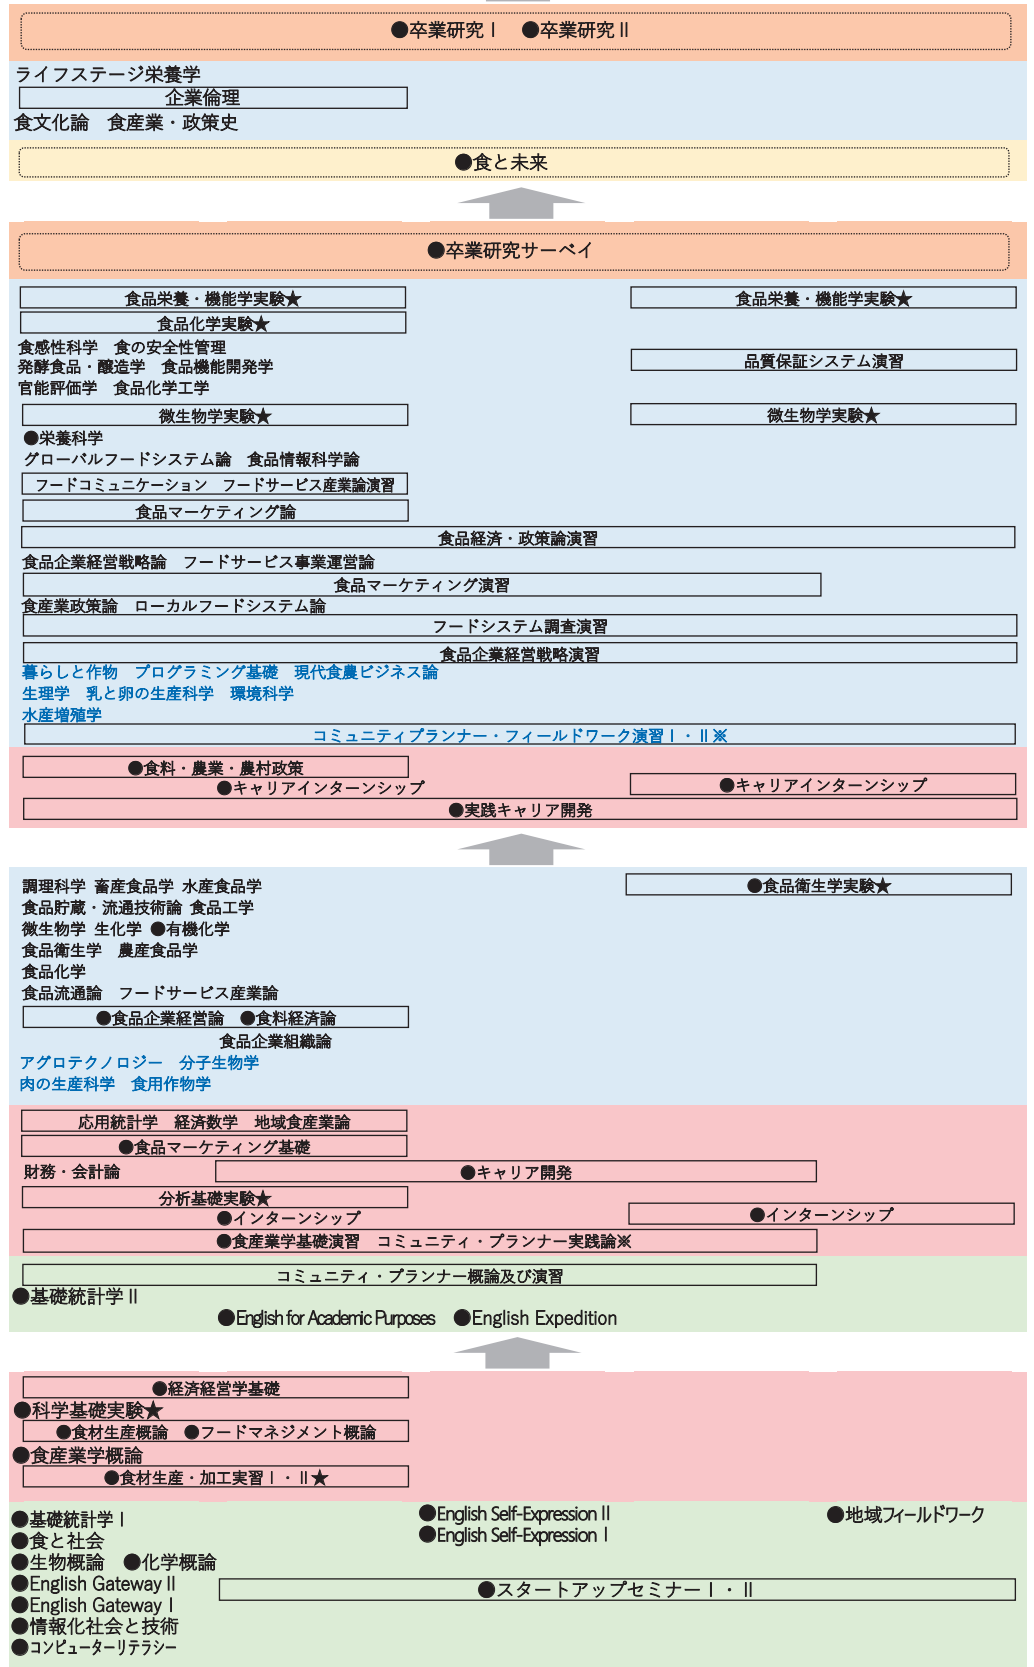 ●卒業研究Ⅰ　●卒業研究Ⅱ
ライフステージ栄養学
企業倫理
食文化論　食産業・政策史
●食と未来
●卒業研究サーベイ
食品栄養・機能学実験★　食品栄養・機能学実験★
食品化学実験★
食感性科学　食の安全性管理
発酵食品・醸造学　食品機能開発学　品質保証システム演習
官能評価学　食品化学工学
微生物学実験★　微生物学実験★
●栄養科学
グローバルフードシステム論　食品情報科学論
フードコミュニケーション　フードサービス産業論演習
食品マーケティング論
食品経済・政策論演習
食品企業経営戦略論　フードサービス事業運営論
食品マーケティング演習
食産業政策論　ローカルフードシステム論
フードシステム調査演習
食品企業経営戦略演習
暮らしと作物　プログラミング基礎　現代食農ビジネス論
生理学　乳と卵の生産科学　環境科学
水産増殖学
コミュニティプランナー・フィールドワーク演習Ⅰ・Ⅱ※
●食料・農業・農村政策
●キャリアインターンシップ　●キャリアインターンシップ
●実践キャリア開発
調理科学 畜産食品学 水産食品学　●食品衛生学実験★
食品貯蔵・流通技術論 食品工学
微生物学 生化学 ●有機化学
食品衛生学　農産食品学
食品化学
食品流通論　フードサービス産業論
●食品企業経営論　●食料経済論
食品企業組織論
アグロテクノロジー　分子生物学
肉の生産科学　食用作物学
応用統計学　経済数学　地域食産業論
●食品マーケティング基礎
財務・会計論　●キャリア開発
分析基礎実験★
●インターンシップ　●インターンシップ
●食産業学基礎演習　コミュニティ・プランナー実践論※
コミュニティ・プランナー概論及び演習
●基礎統計学Ⅱ
●English for Academic Purposes　●English Expedition
●経済経営学基礎
●科学基礎実験★
●食材生産概論　●フードマネジメント概論
●食産業学概論
●食材生産・加工実習Ⅰ・Ⅱ★
●基礎統計学Ⅰ　●English Self-Expression Ⅱ　●地域フィールドワーク
●食と社会　●English Self-Expression Ⅰ
●生物概論　●化学概論
●English Gateway Ⅱ　●スタートアップセミナーⅠ・Ⅱ
●English Gateway Ⅰ
●情報化社会と技術
●コンピューターリテラシー